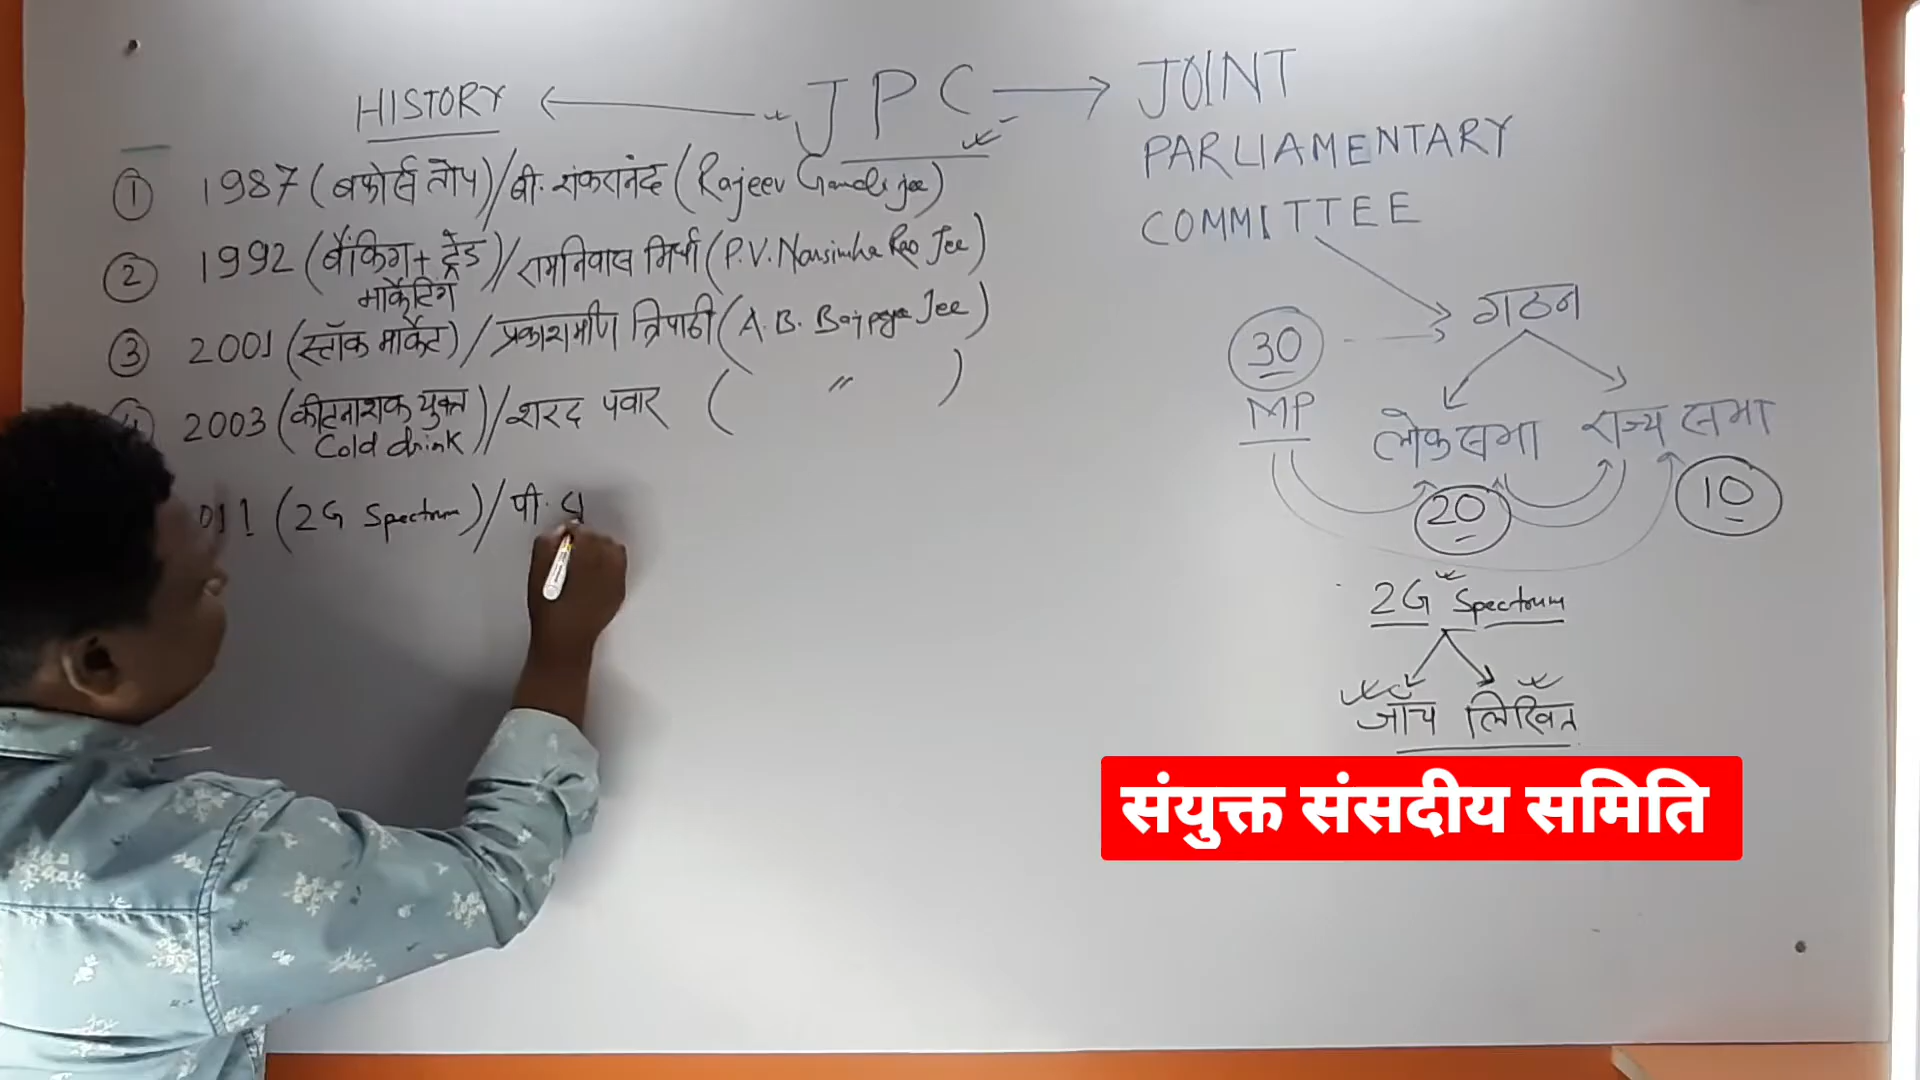 HISTORY ← JPC → JOINT
PARLIAMENTARY
COMMITTEE
① 1987 (बफोर्स तोप) / बी. शंकरानंद (Rajeev Gandhi jee)
② 1992 (बैंकिंग + ट्रेड / रामनिवास मिर्धा (P.V. Narsimha Rao Jee)
मार्केटिंग
③ 2001 (स्टॉक मार्केट) / प्रकाशमणि त्रिपाठी (A.B. Bajpaye Jee)
2003 (कीटनाशक युक्त / शरद पवार ( 〃 )
Cold drink)
011 (2G Spectrum) / पी.
गठन
30
MP
लोकसभा राज्य सभा
20 10
2G Spectrum
जाँच लिखित
संयुक्त संसदीय समिति